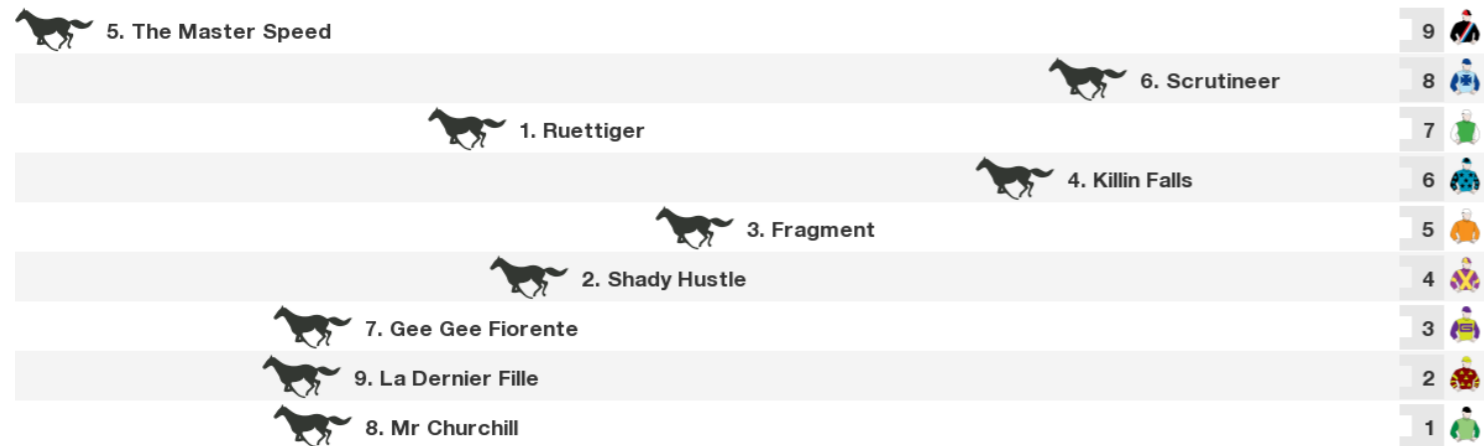 5. The Master Speed 9
6. Scrutineer 8
1. Ruettiger 7
4. Killin Falls 6
3. Fragment 5
2. Shady Hustle 4
7. Gee Gee Fiorente 3
9. La Dernier Fille 2
8. Mr Churchill 1